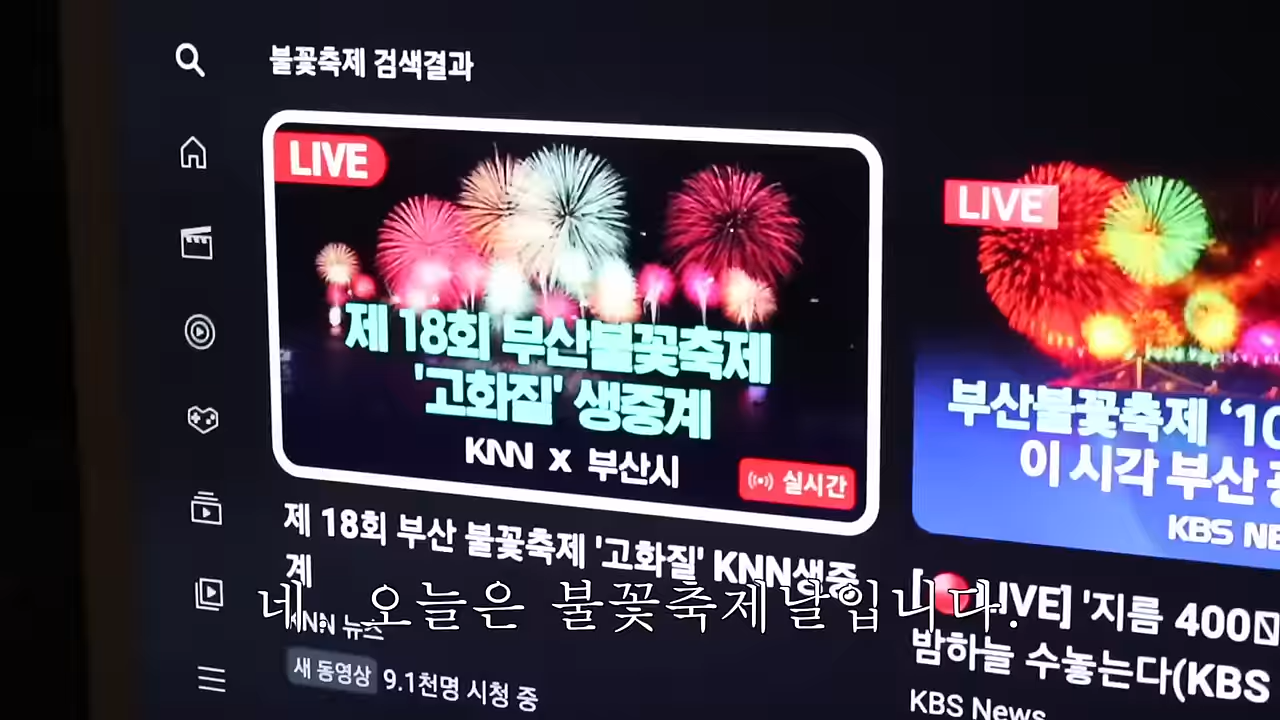 불꽃축제 검색결과
LIVE
제 18회 부산불꽃축제
'고화질' 생중계
KNN x 부산시
실시간
제 18회 부산 불꽃축제 '고화질' KNN생중
계
KNN 뉴스
새 동영상 9.1천명 시청 중
LIVE
부산불꽃축제 ‘10
이 시각 부산
KBS NE
[🔴LIVE] '지름 400
밤하늘 수놓는다(KBS
KBS News
네, 오늘은 불꽃축제날입니다.